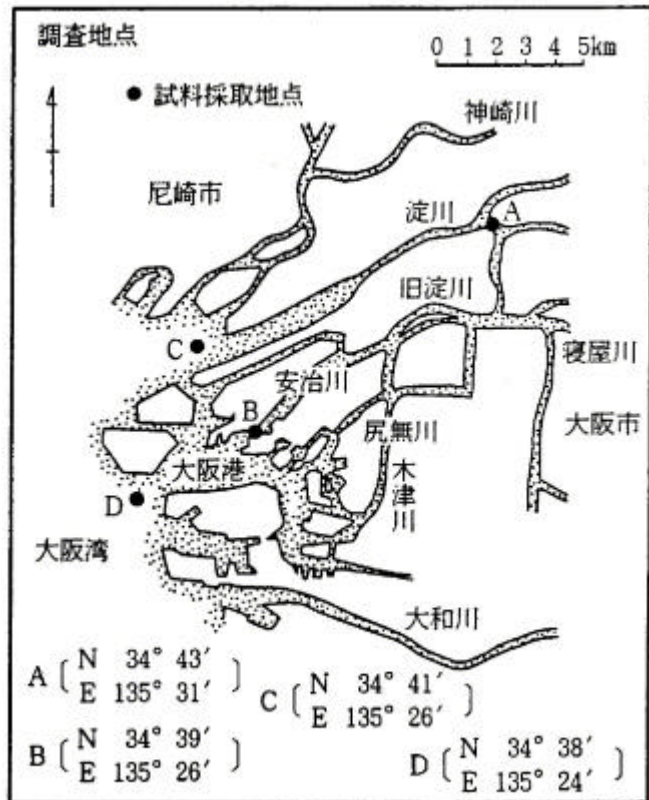 調査地点
0 1 2 3 4 5km
4
● 試料採取地点
神崎川
尼崎市
淀川
A
旧淀川
C
寝屋川
安治川
B
尻無川
大阪市
大阪港
木津川
D
大阪湾
大和川
A N 34° 43′
E 135° 31′
C N 34° 41′
E 135° 26′
B N 34° 39′
E 135° 26′
D N 34° 38′
E 135° 24′